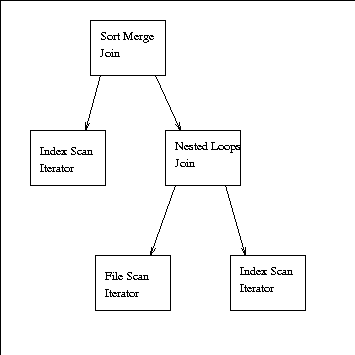 Sort Merge
Join
Index Scan
Iterator
Nested Loops
Join
File Scan
Iterator
Index Scan
Iterator